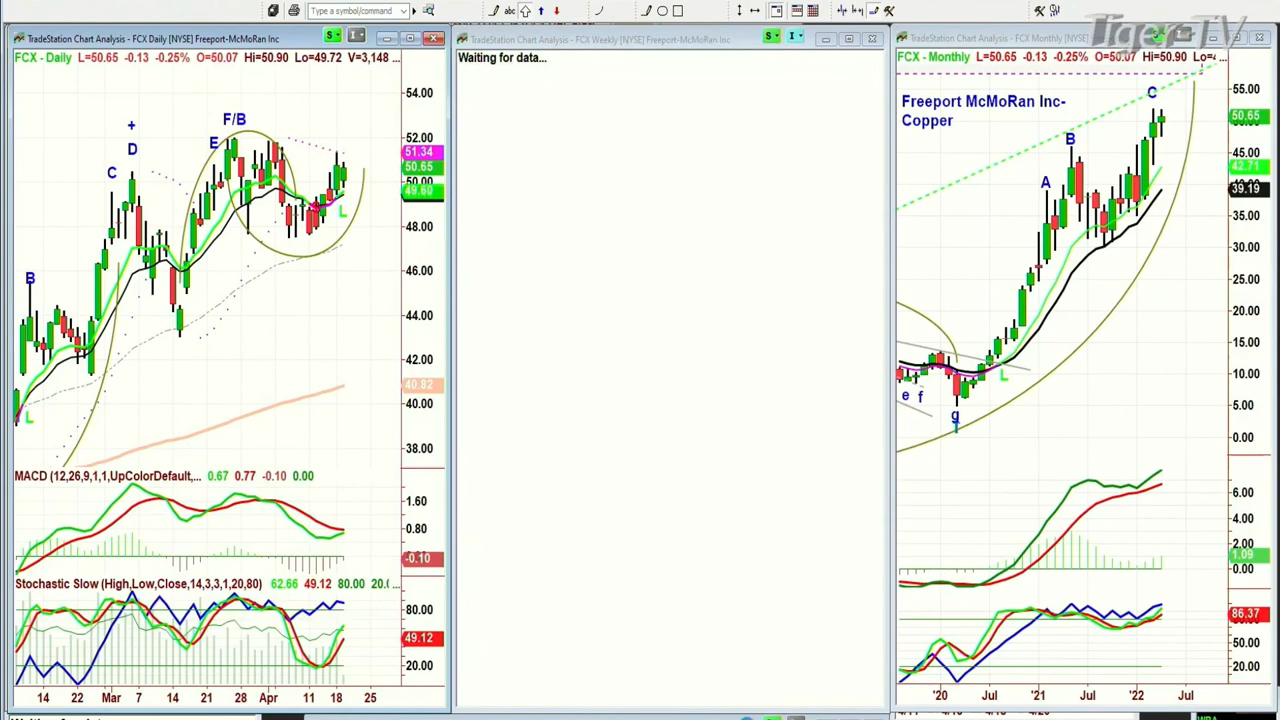 Type a symbol/command
abc
TigerTV
TradeStation Chart Analysis - FCX Daily [NYSE] Freeport-McMoRan Inc
S
I
FCX - Daily L=50.65 -0.13 -0.25% O=50.07 Hi=50.90 Lo=49.72 V=3,148 ...
54.00
52.00
51.34
50.65
50.00
49.60
48.00
46.00
44.00
42.00
40.82
40.00
38.00
B
L
C
+
D
E
F/B
L
MACD (12,26,9,1,1,UpColorDefault,... 0.67 0.77 -0.10 0.00
1.60
0.80
-0.10
Stochastic Slow (High,Low,Close,14,3,3,1,20,80) 62.66 49.12 80.00 20.0
80.00
49.12
20.00
14 22 Mar 7 14 21 28 Apr 11 18 25
TradeStation Chart Analysis - FCX Weekly [NYSE] Freeport-McMoRan Inc
S
I
Waiting for data...
TradeStation Chart Analysis - FCX Monthly [NYSE] Freeport-McMoRan Inc
FCX - Monthly L=50.65 -0.13 -0.25% O=50.07 Hi=50.90
Freeport McMoRan Inc-
Copper
A
B
C
e f
g
L
55.00
50.65
45.00
42.71
39.19
35.00
30.00
25.00
20.00
15.00
10.00
5.00
0.00
6.00
4.00
2.00
1.09
0.00
86.37
50.00
20.00
'20 Jul '21 Jul '22 Jul